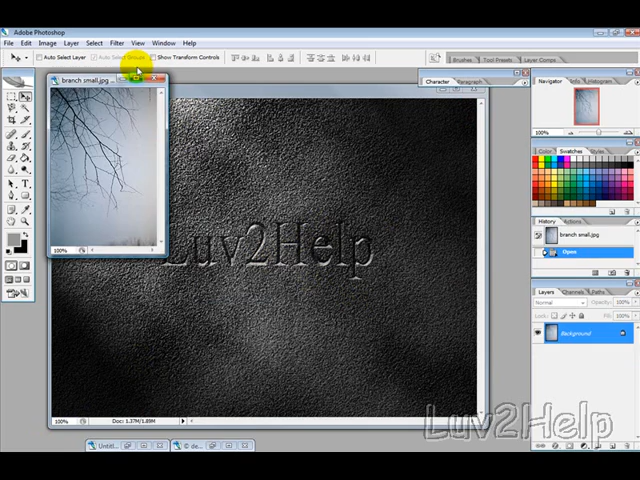 Adobe Photoshop
File Edit Image Layer Select Filter View Window Help
Auto Select Layer Auto Select Groups Show Transform Controls
Brushes Tool Presets Layer Comps
branch small.jpg ...
Character Paragraph
Navigator Info Histogram
100%
Color Swatches Styles
History Actions
branch small.jpg
Open
Layers Channels Paths
Normal Opacity: 100%
Lock: Fill: 100%
Background
100%
Luv2Help
100% Doc: 1.37M/1.89M
Luv2Help
Untitl... © de...